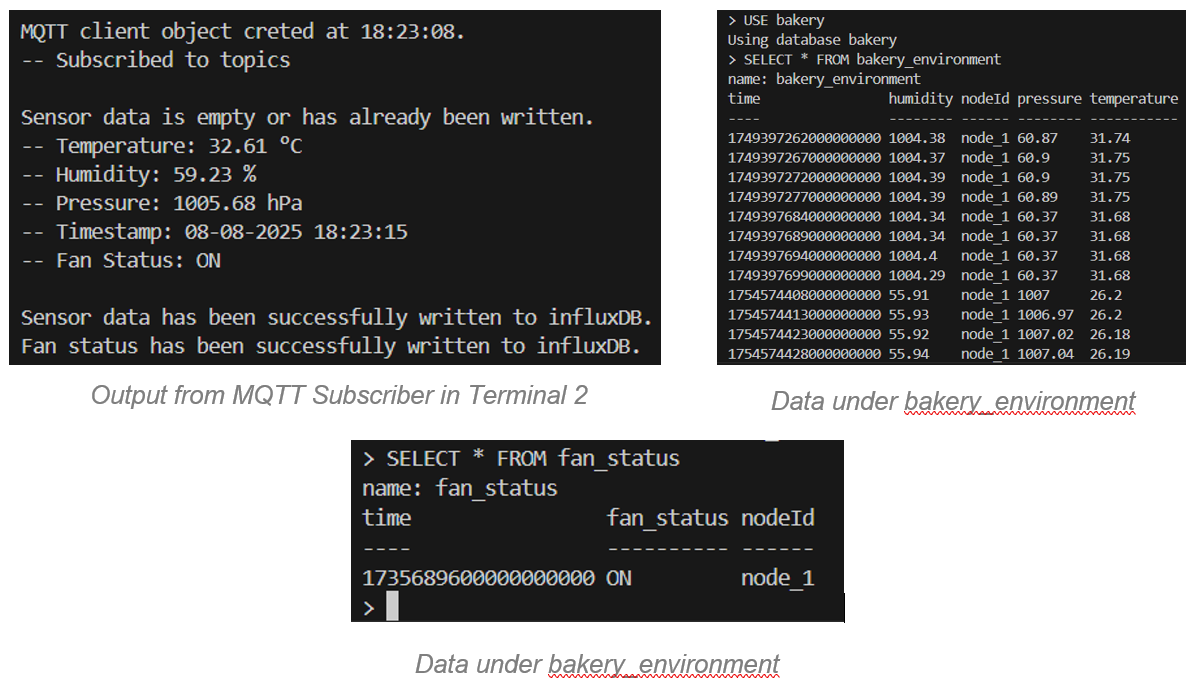 MQTT client object creted at 18:23:08.
-- Subscribed to topics
Sensor data is empty or has already been written.
-- Temperature: 32.61 ºC
-- Humidity: 59.23 %
-- Pressure: 1005.68 hPa
-- Timestamp: 08-08-2025 18:23:15
-- Fan Status: ON
Sensor data has been successfully written to influxDB.
Fan status has been successfully written to influxDB.
Output from MQTT Subscriber in Terminal 2
> USE bakery
Using database bakery
> SELECT * FROM bakery_environment
name: bakery_environment
time humidity nodeId pressure temperature
---- -------- ------ -------- -----------
1749397262000000000 1004.38 node_1 60.87 31.74
1749397267000000000 1004.37 node_1 60.9 31.75
1749397272000000000 1004.39 node_1 60.9 31.75
1749397277000000000 1004.39 node_1 60.89 31.75
1749397684000000000 1004.34 node_1 60.37 31.68
1749397689000000000 1004.34 node_1 60.37 31.68
1749397694000000000 1004.4 node_1 60.37 31.68
1749397699000000000 1004.29 node_1 60.37 31.68
1754574408000000000 55.91 node_1 1007 26.2
1754574413000000000 55.93 node_1 1006.97 26.2
1754574423000000000 55.92 node_1 1007.02 26.18
1754574428000000000 55.94 node_1 1007.04 26.19
Data under bakery_environment
> SELECT * FROM fan_status
name: fan_status
time fan_status nodeId
---- ---------- ------
1735689600000000000 ON node_1
>
Data under bakery_environment